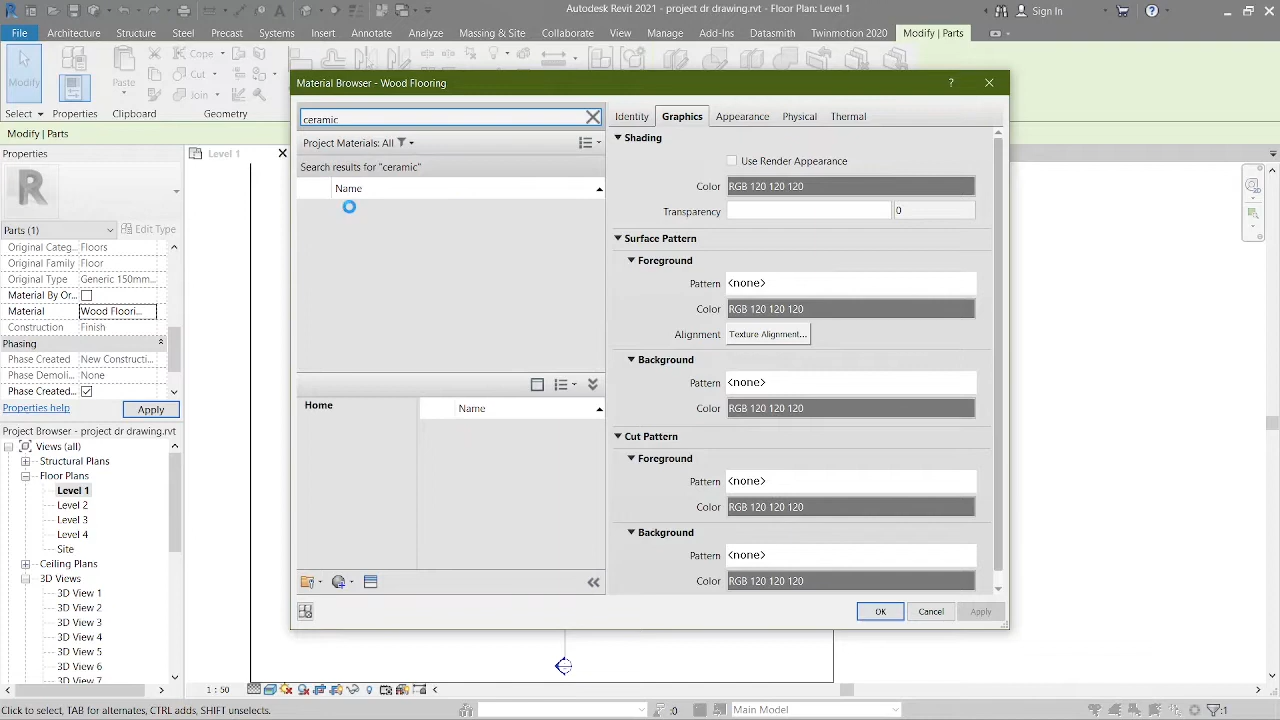 Autodesk Revit 2021 - project dr drawing.rvt - Floor Plan: Level 1
Sign In
File Architecture Structure Steel Precast Systems Insert Annotate Analyze Massing & Site Collaborate View Manage Add-Ins Datasmith Twinmotion 2020 Modify | Parts
Modify
Paste
Cope
Cut
Join
Select Properties Clipboard Geometry
Modify | Parts
Properties
Level 1
R
Parts (1)
Edit Type
Original Categ... Floors
Original Family Floor
Original Type Generic 150mm...
Material By Or...
Material Wood Floori...
Construction Finish
Phasing
Phase Created New Constructi...
Phase Demoli... None
Phase Created...
Properties help
Apply
Project Browser - project dr drawing.rvt
Views (all)
Structural Plans
Floor Plans
Level 1
Level 2
Level 3
Level 4
Site
Ceiling Plans
3D Views
3D View 1
3D View 2
3D View 3
3D View 4
3D View 5
3D View 6
3D View 7
Material Browser - Wood Flooring
?
ceramic
Project Materials: All
Search results for "ceramic"
Name
Home
Name
Identity Graphics Appearance Physical Thermal
Shading
Use Render Appearance
Color RGB 120 120 120
Transparency 0
Surface Pattern
Foreground
Pattern <none>
Color RGB 120 120 120
Alignment Texture Alignment...
Background
Pattern <none>
Color RGB 120 120 120
Cut Pattern
Foreground
Pattern <none>
Color RGB 120 120 120
Background
Pattern <none>
Color RGB 120 120 120
OK Cancel Apply
1 : 50
Click to select, TAB for alternates, CTRL adds, SHIFT unselects.
:0
Main Model
:1